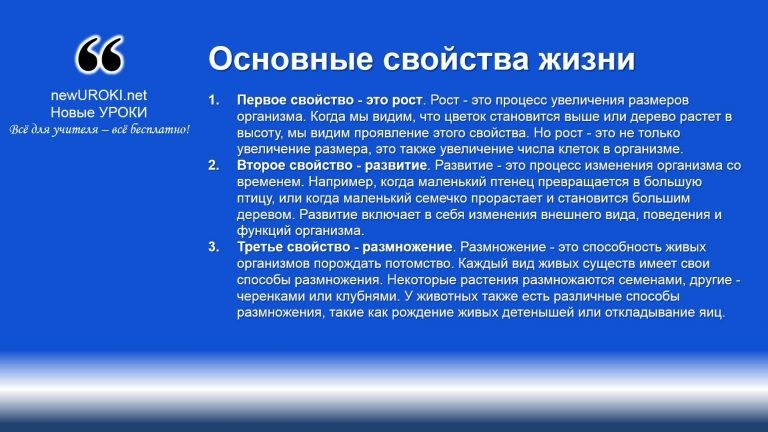 newUROKI.net
Новые УРОКИ
Всё для учителя – всё бесплатно!
Основные свойства жизни
1. Первое свойство - это рост. Рост - это процесс увеличения размеров
организма. Когда мы видим, что цветок становится выше или дерево растет в
высоту, мы видим проявление этого свойства. Но рост - это не только
увеличение размера, это также увеличение числа клеток в организме.
2. Второе свойство - развитие. Развитие - это процесс изменения организма со
временем. Например, когда маленький птенец превращается в большую
птицу, или когда маленький семечко прорастает и становится большим
деревом. Развитие включает в себя изменения внешнего вида, поведения и
функций организма.
3. Третье свойство - размножение. Размножение - это способность живых
организмов порождать потомство. Каждый вид живых существ имеет свои
способы размножения. Некоторые растения размножаются семенами, другие -
черенками или клубнями. У животных также есть различные способы
размножения, такие как рождение живых детенышей или откладывание яиц.